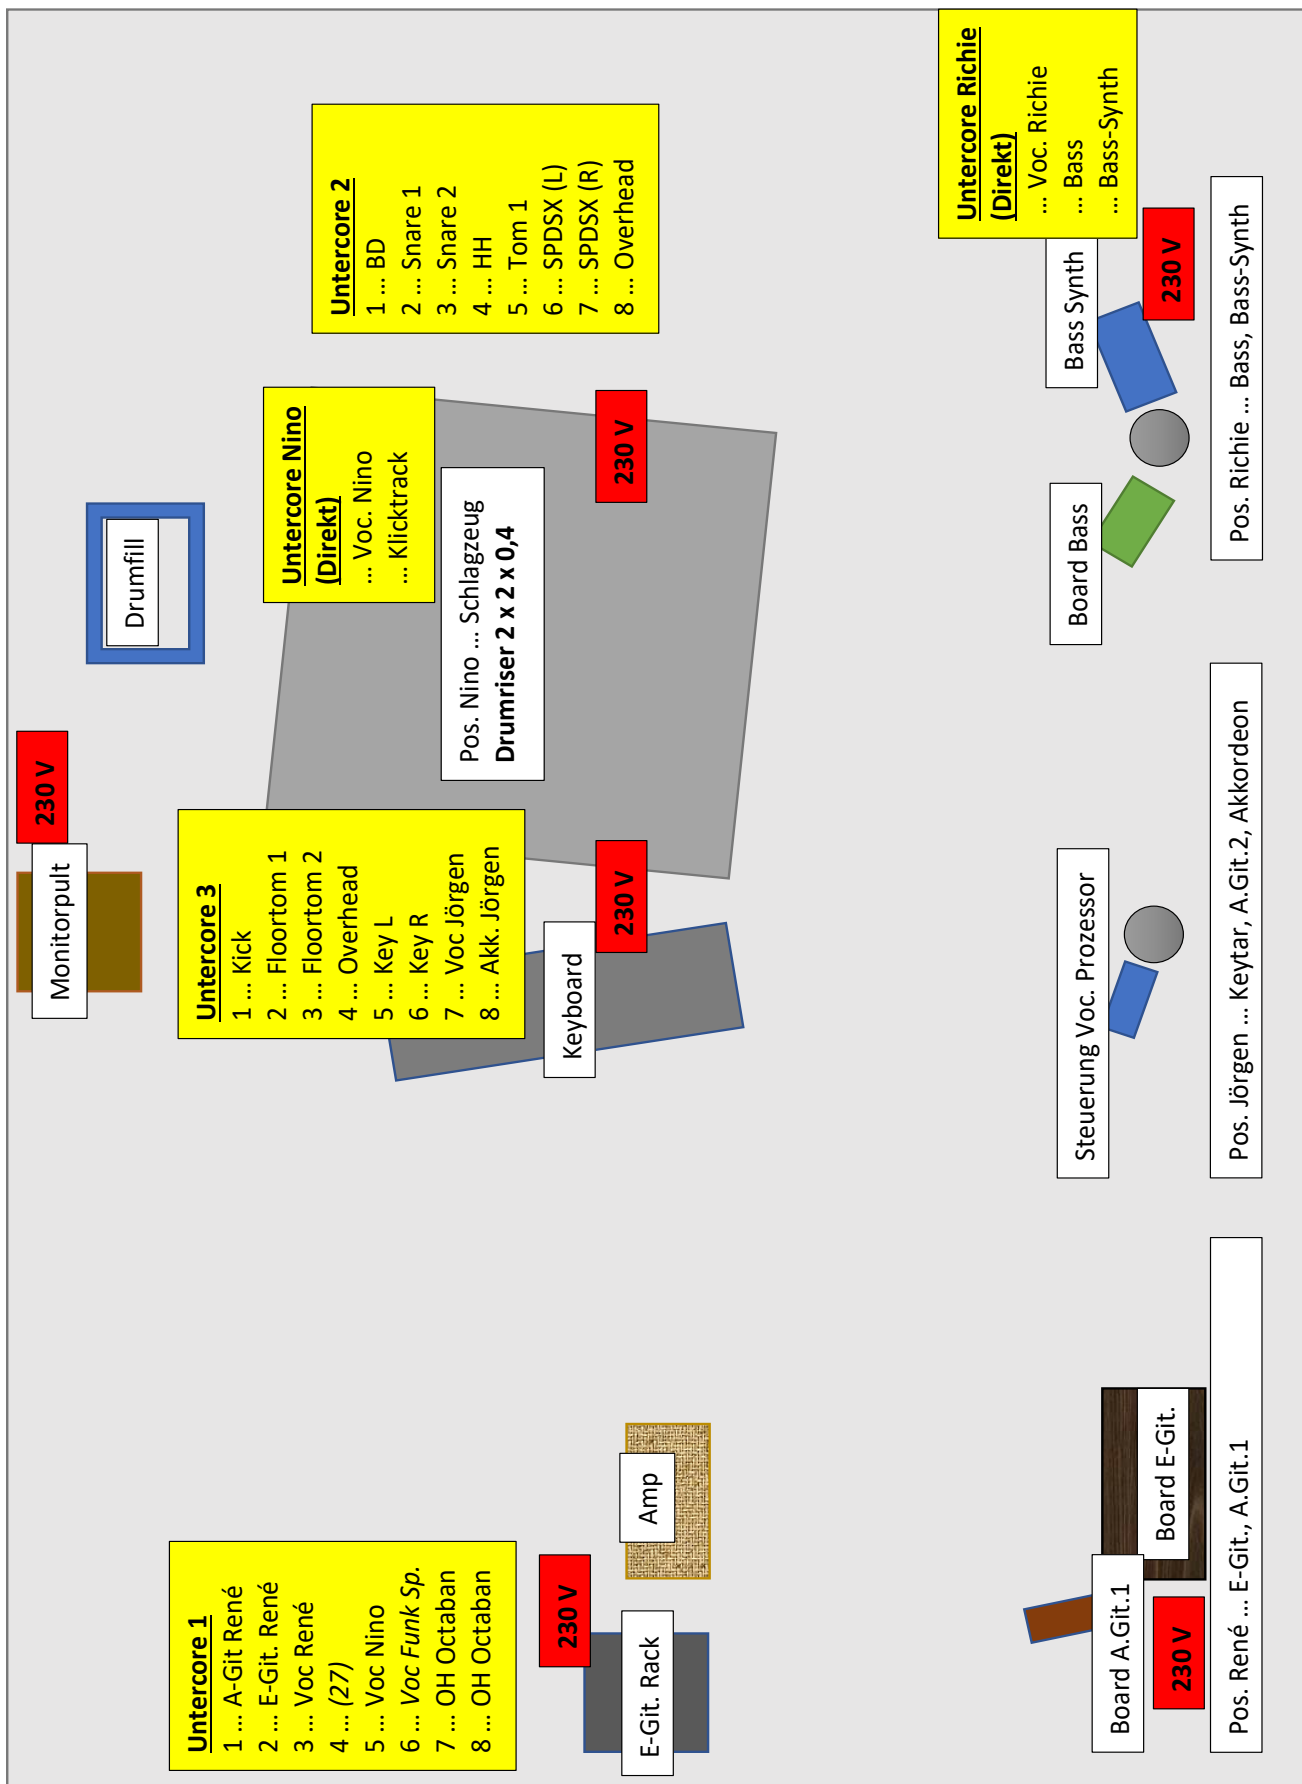 Untercore 1
1 ... A-Git René
2 ... E-Git. René
3 ... Voc René
4 ... (27)
5 ... Voc Nino
6 ... Voc Funk Sp.
7 ... OH Octaban
8 ... OH Octaban
230 V
E-Git. Rack
Amp
Monitorpult
230 V
Untercore 3
1 ... Kick
2 ... Floortom 1
3 ... Floortom 2
4 ... Overhead
5 ... Key L
6 ... Key R
7 ... Voc Jörgen
8 ... Akk. Jörgen
Keyboard
230 V
Drumfill
Untercore Nino
(Direkt)
... Voc. Nino
... Klicktrack
Pos. Nino ... Schlagzeug
Drumriser 2 x 2 x 0,4
230 V
Untercore 2
1 ... BD
2 ... Snare 1
3 ... Snare 2
4 ... HH
5 ... Tom 1
6 ... SPDSX (L)
7 ... SPDSX (R)
8 ... Overhead
Board A.Git.1
230 V
Board E-Git.
Pos. René ... E-Git., A.Git.1
Steuerung Voc. Prozessor
Pos. Jörgen ... Keytar, A.Git.2, Akkordeon
Board Bass
Bass Synth
230 V
Untercore Richie
(Direkt)
... Voc. Richie
... Bass
... Bass-Synth
Pos. Richie ... Bass, Bass-Synth